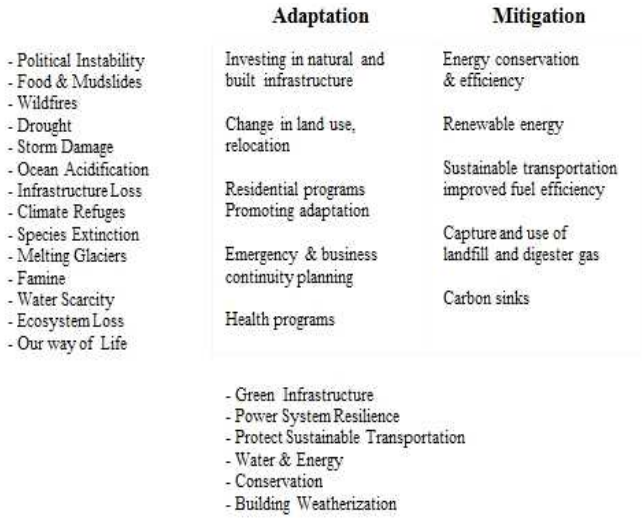 Adaptation
Mitigation
- Political Instability
- Food & Mudslides
- Wildfires
- Drought
- Storm Damage
- Ocean Acidification
- Infrastructure Loss
- Climate Refuges
- Species Extinction
- Melting Glaciers
- Famine
- Water Scarcity
- Ecosystem Loss
- Our way of Life
Investing in natural and
built infrastructure
Change in land use,
relocation
Residential programs
Promoting adaptation
Emergency & business
continuity planning
Health programs
Energy conservation
& efficiency
Renewable energy
Sustainable transportation
improved fuel efficiency
Capture and use of
landfill and digester gas
Carbon sinks
- Green Infrastructure
- Power System Resilience
- Protect Sustainable Transportation
- Water & Energy
- Conservation
- Building Weatherization